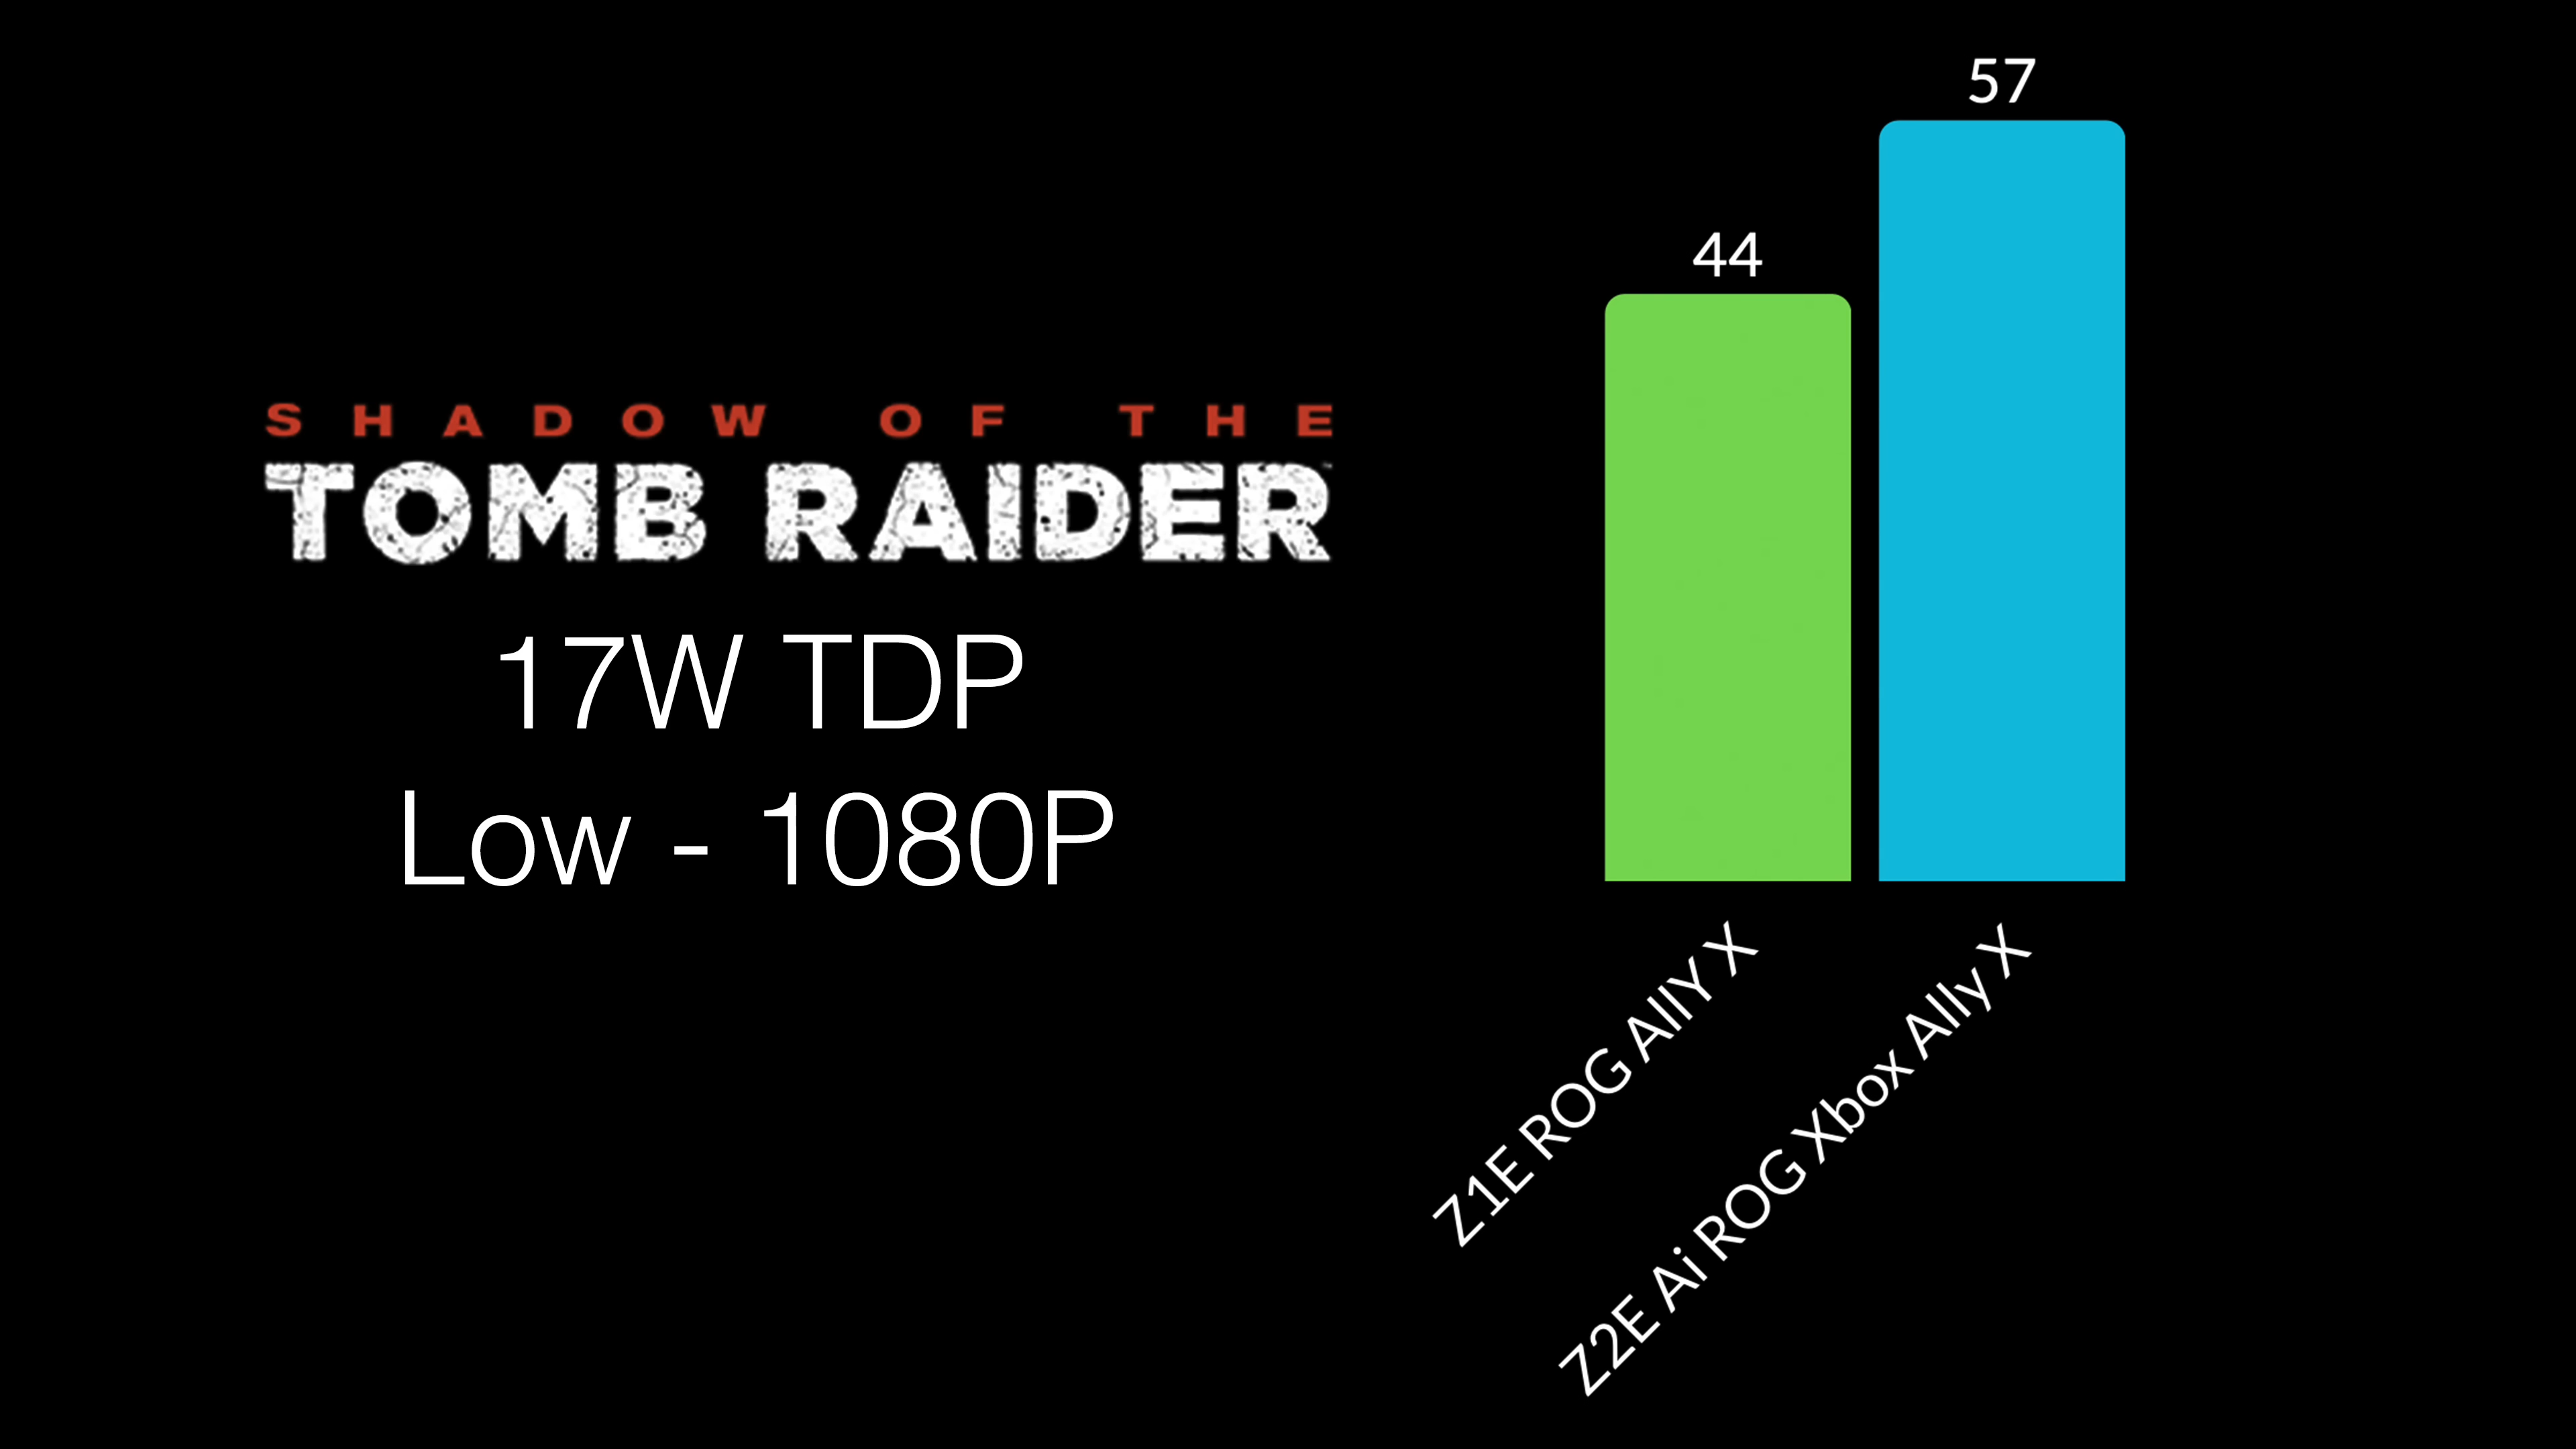 SHADOW OF THE
TOMB RAIDER
17W TDP
Low - 1080P
44
57
Z1E ROG AllY X
Z2E Ai ROG Xbox Ally X